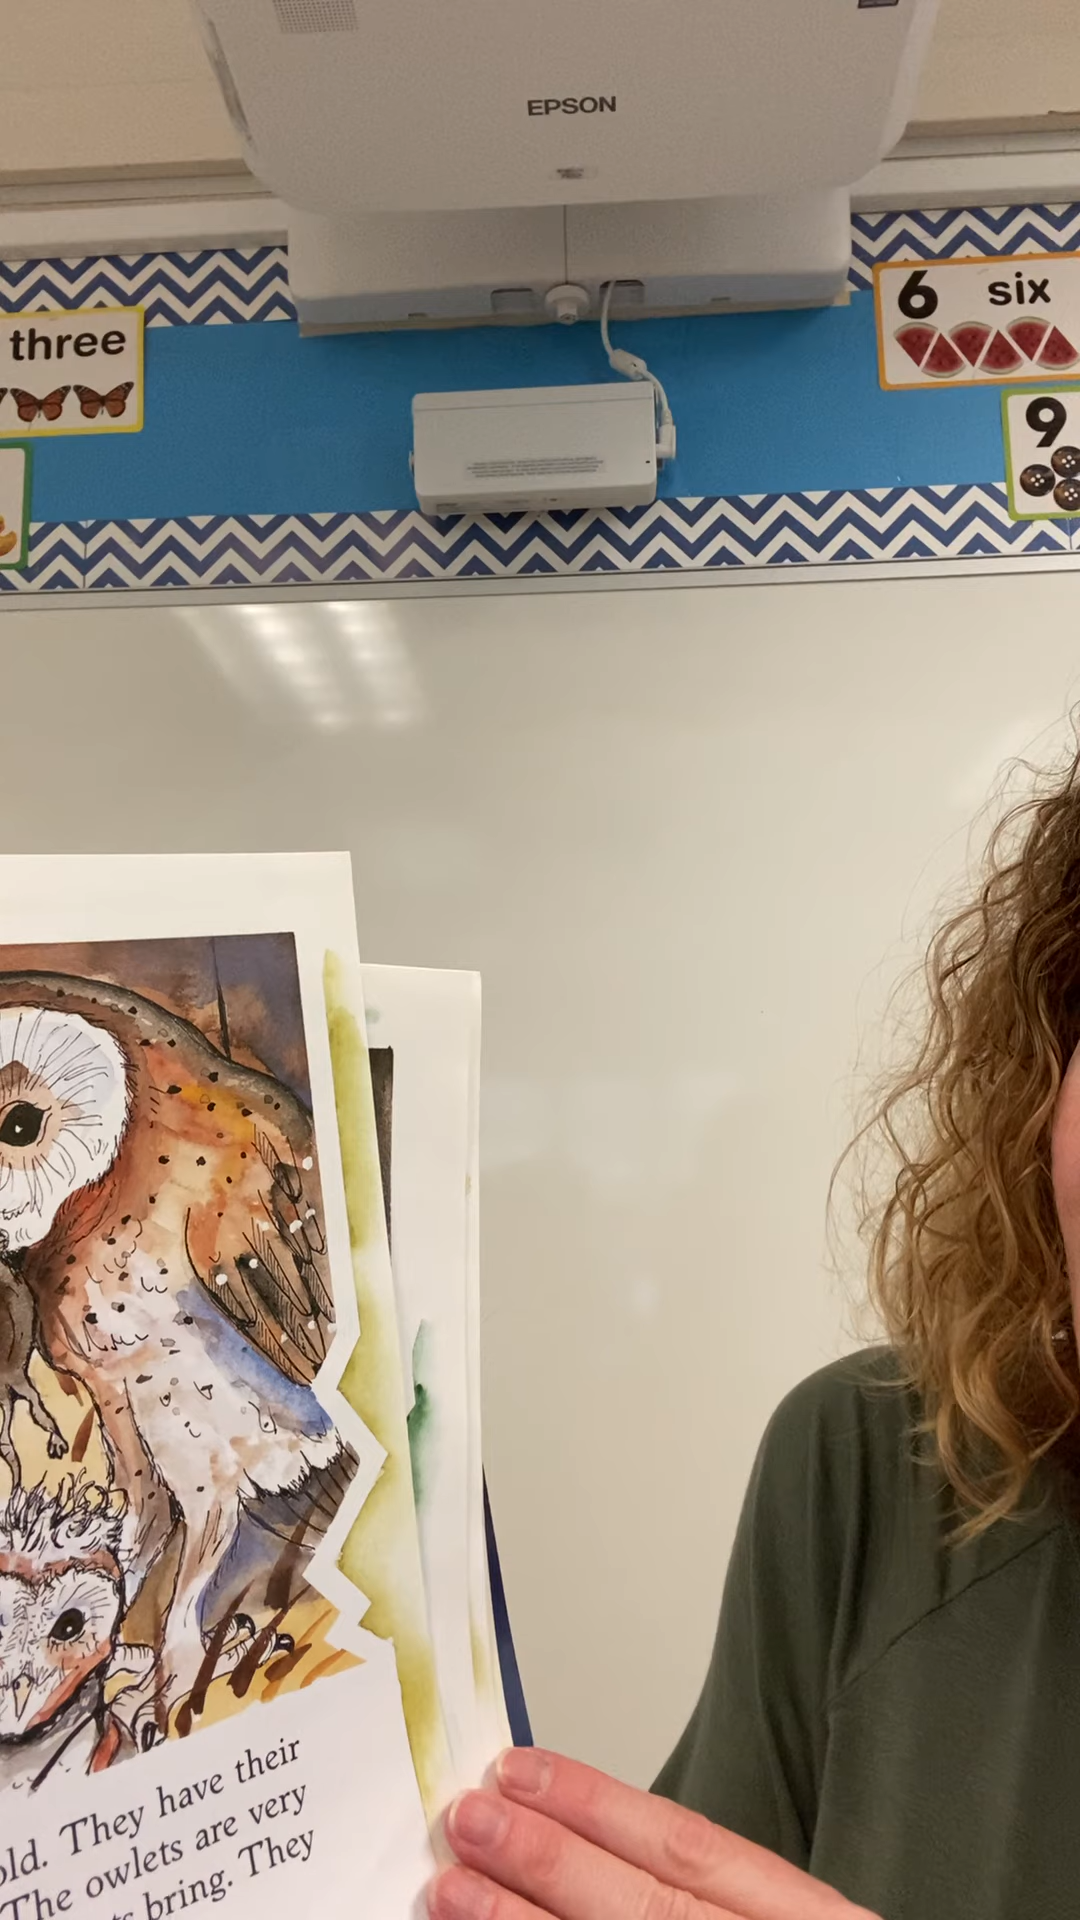 EPSON
three
6 six
9
old. They have their
The owlets are very
bring. They